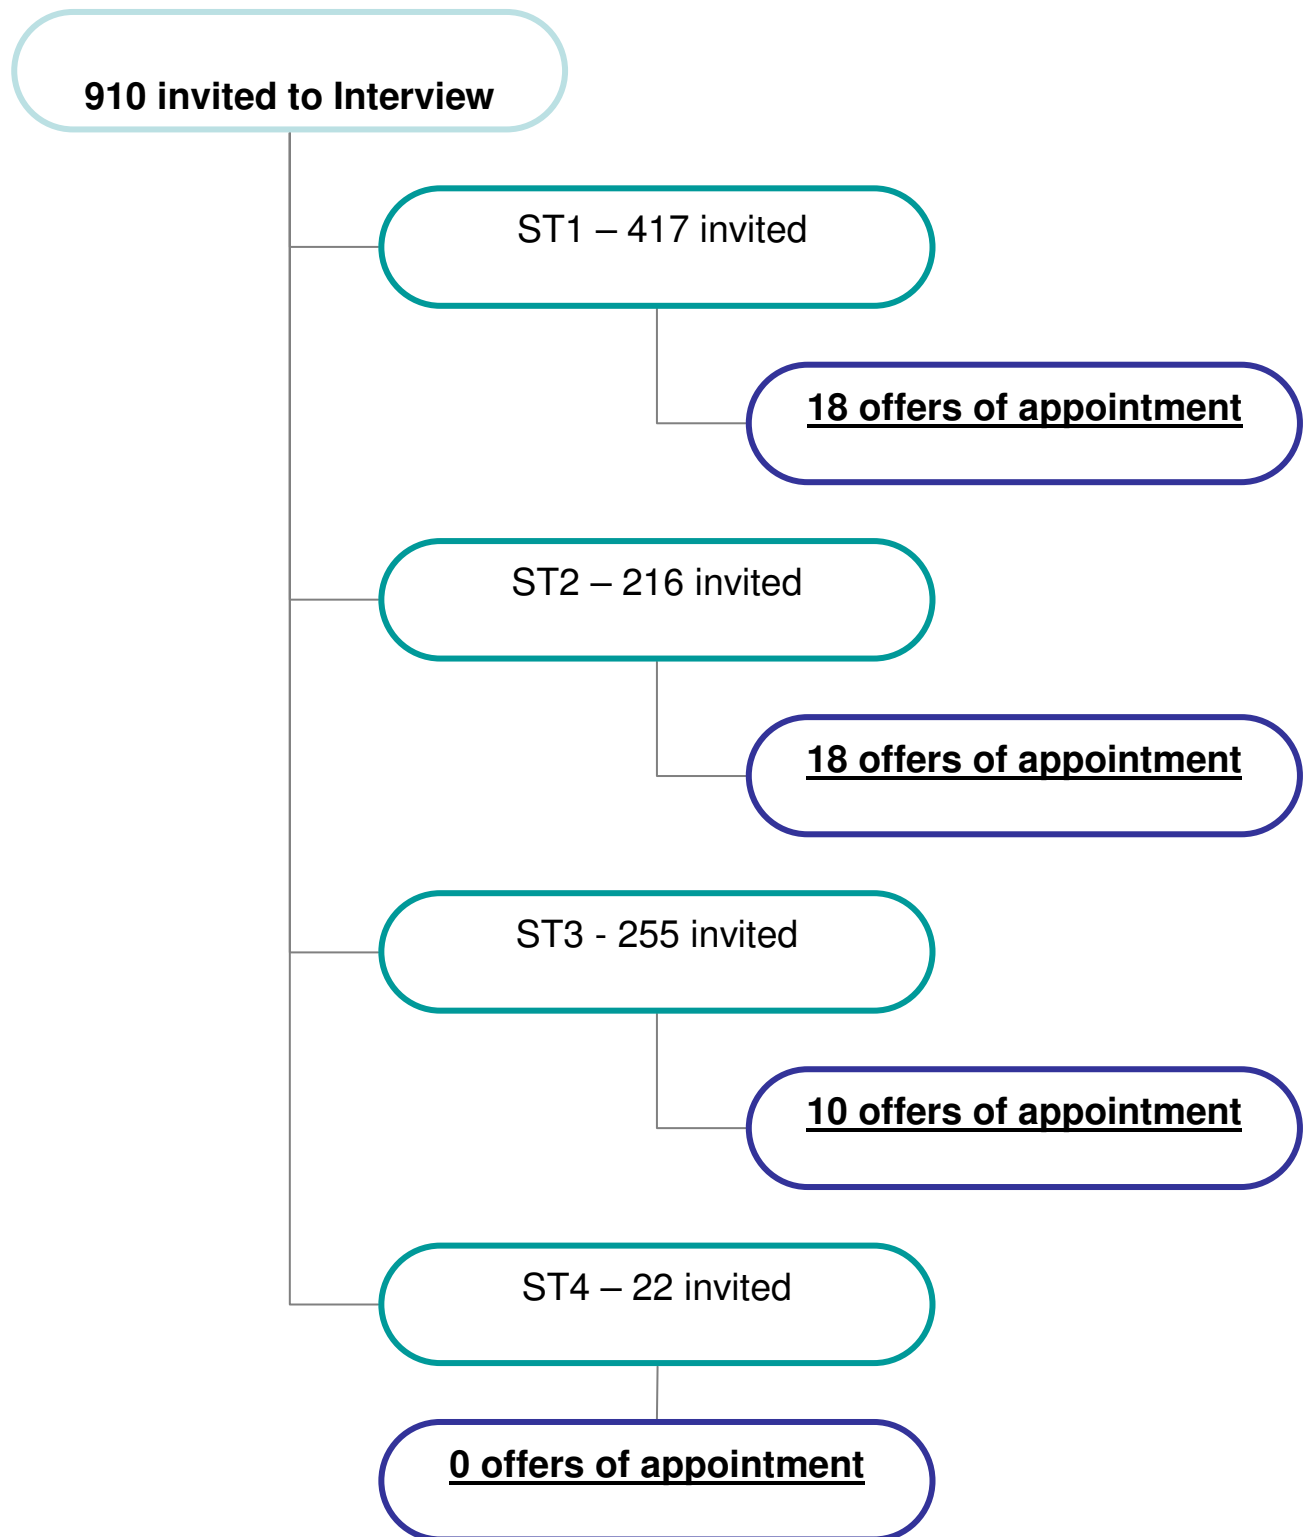 910 invited to Interview
ST1 – 417 invited
18 offers of appointment
ST2 – 216 invited
18 offers of appointment
ST3 - 255 invited
10 offers of appointment
ST4 – 22 invited
0 offers of appointment